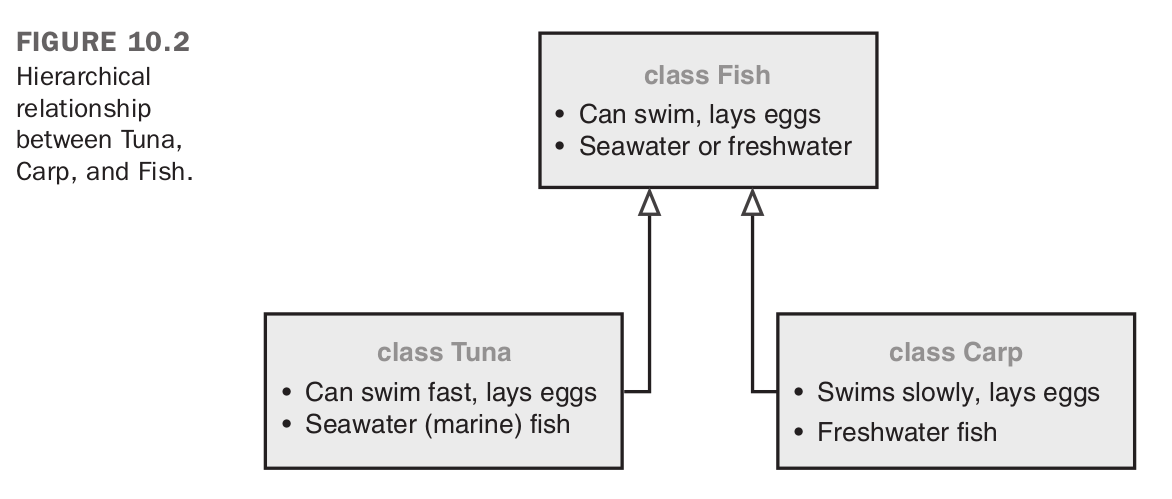 FIGURE 10.2
Hierarchical
relationship
between Tuna,
Carp, and Fish.
class Fish
• Can swim, lays eggs
• Seawater or freshwater
class Tuna
• Can swim fast, lays eggs
• Seawater (marine) fish
class Carp
• Swims slowly, lays eggs
• Freshwater fish